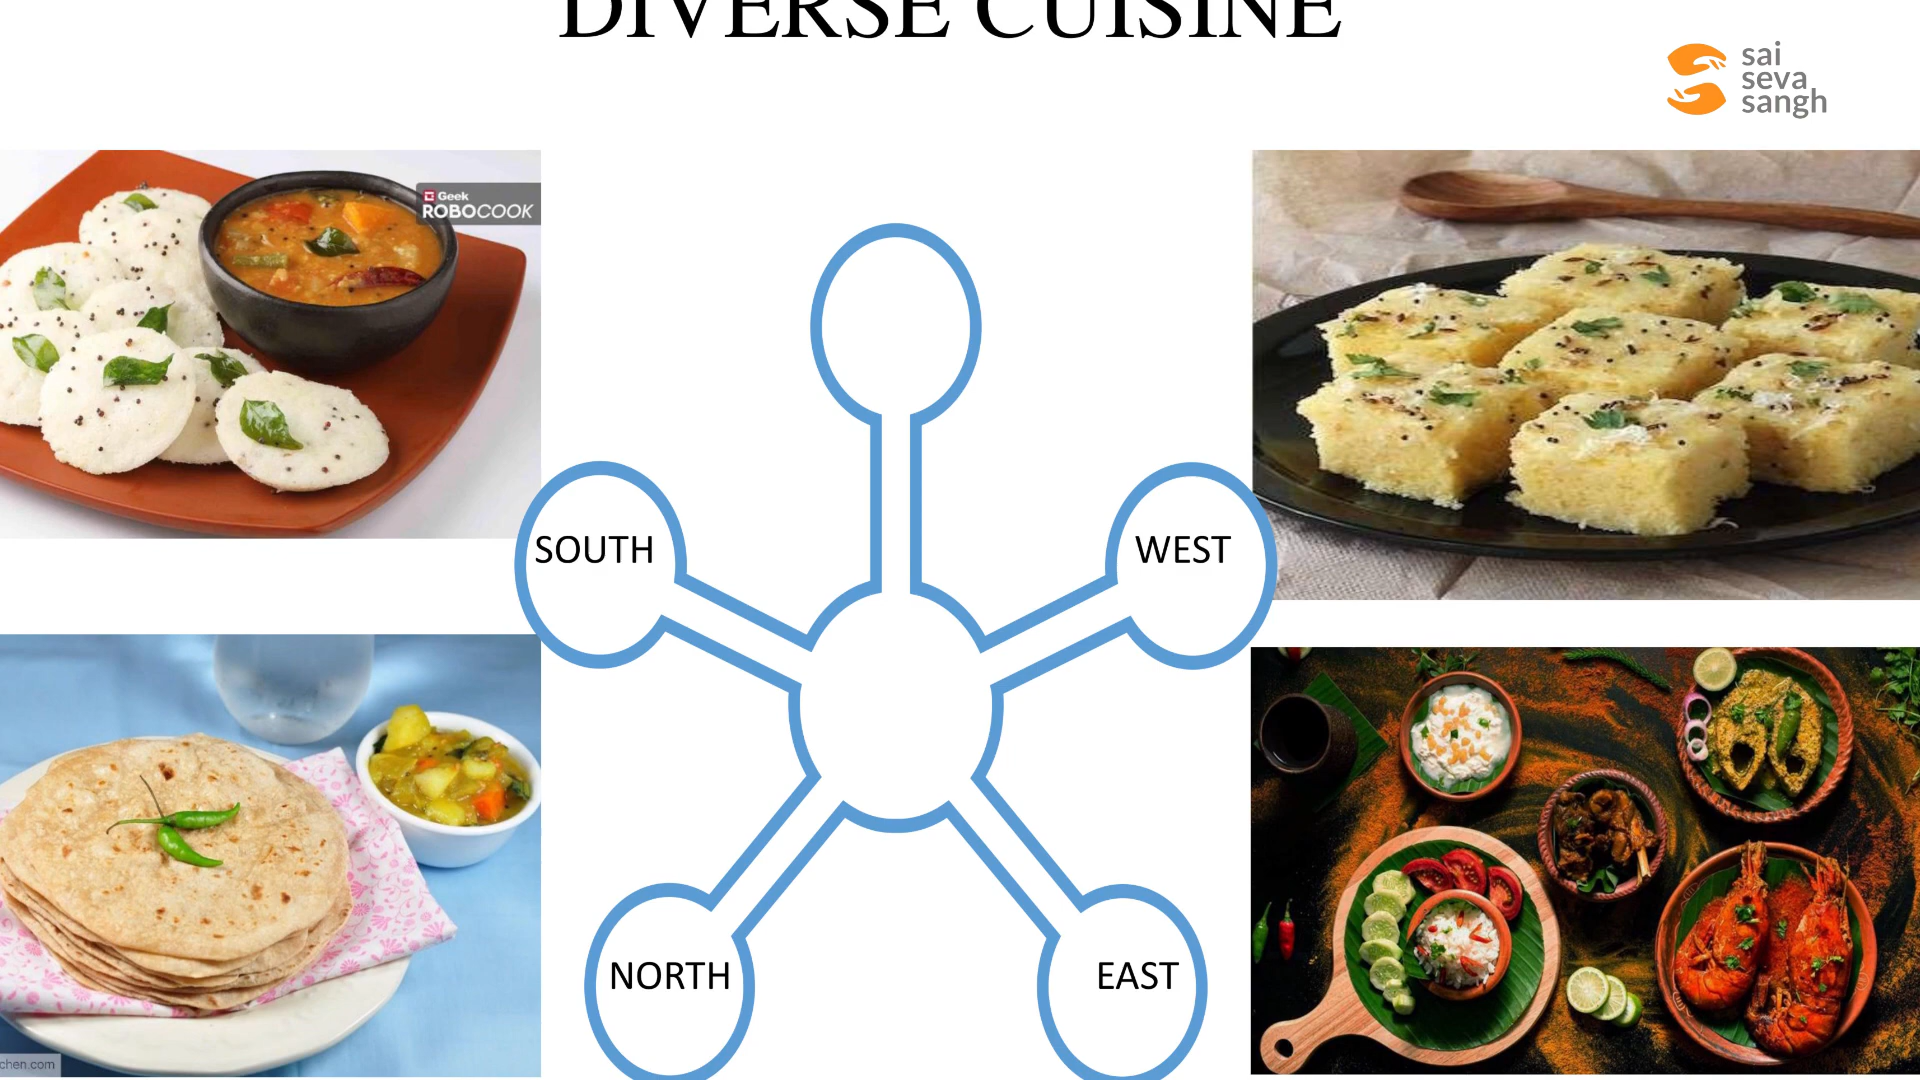 DIVERSE CUISINE
sai
seva
sangh
Geek
ROBOCOOK
SOUTH
WEST
NORTH
EAST
chen.com